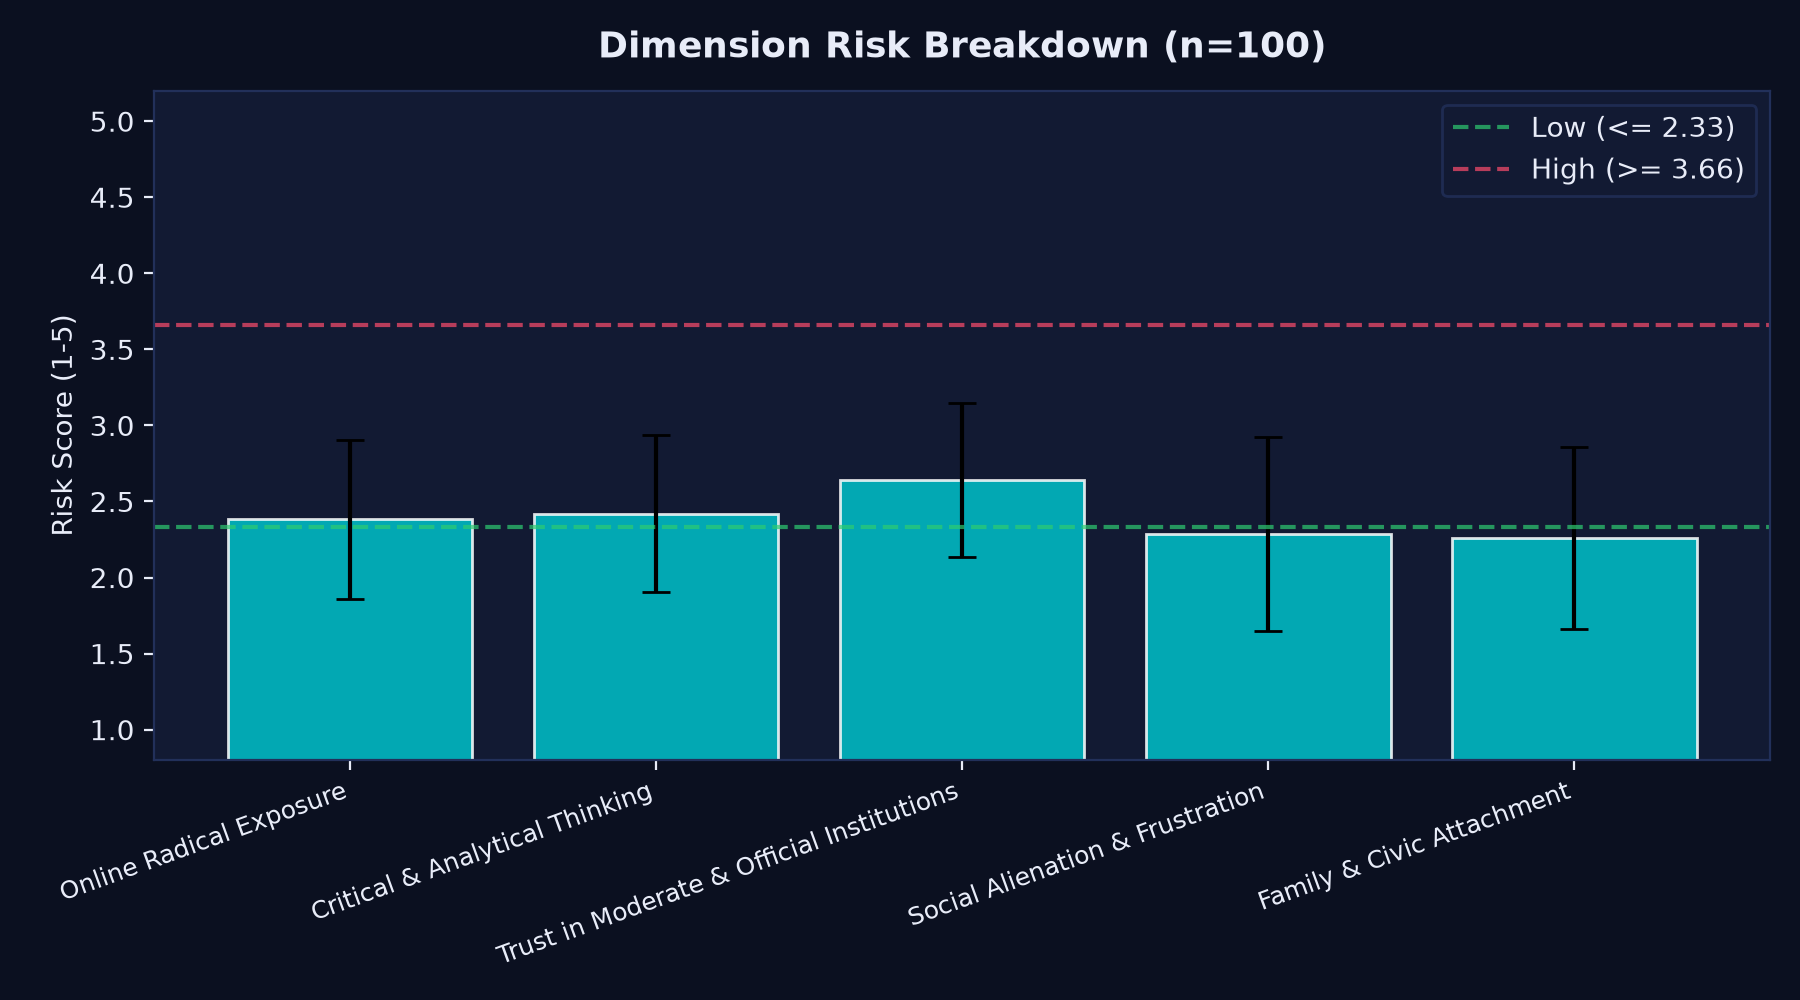 Dimension Risk Breakdown (n=100)
Low (<= 2.33)
High (>= 3.66)
Risk Score (1-5)
5.0
4.5
4.0
3.5
3.0
2.5
2.0
1.5
1.0
Online Radical Exposure
Critical & Analytical Thinking
Trust in Moderate & Official Institutions
Social Alienation & Frustration
Family & Civic Attachment